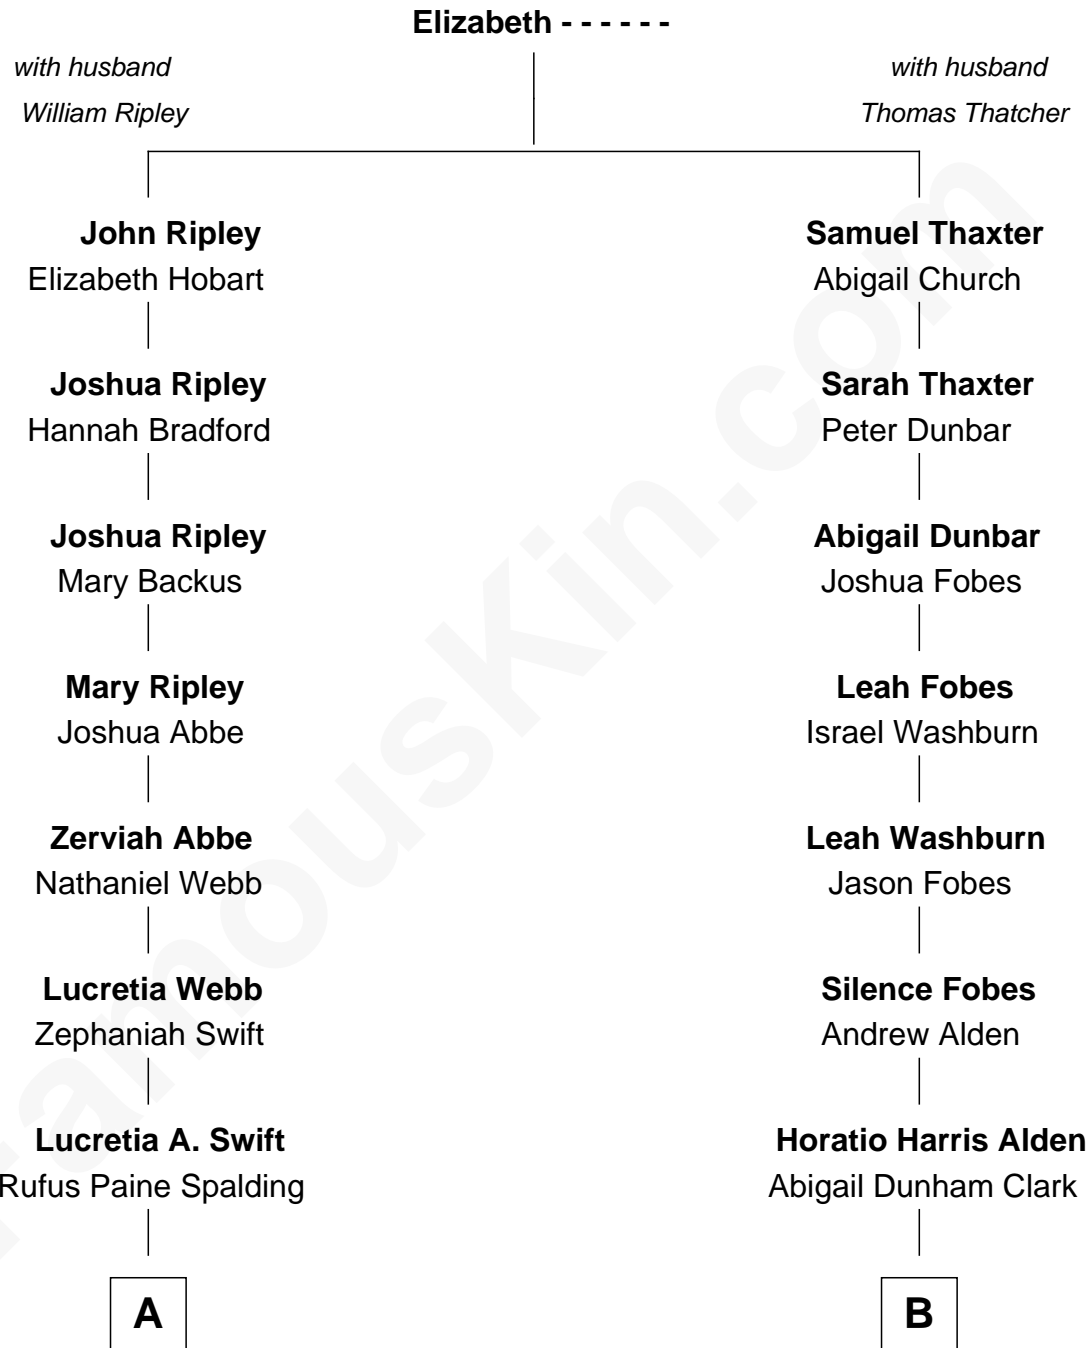 Elizabeth - - - - - -
with husband
William Ripley
with husband
Thomas Thatcher
John Ripley
Elizabeth Hobart
Samuel Thaxter
Abigail Church
Joshua Ripley
Hannah Bradford
Sarah Thaxter
Peter Dunbar
Joshua Ripley
Mary Backus
Abigail Dunbar
Joshua Fobes
Mary Ripley
Joshua Abbe
Leah Fobes
Israel Washburn
Zerviah Abbe
Nathaniel Webb
Leah Washburn
Jason Fobes
Lucretia Webb
Zephaniah Swift
Silence Fobes
Andrew Alden
Lucretia A. Swift
Rufus Paine Spalding
Horatio Harris Alden
Abigail Dunham Clark
A
B
FamousKin.com